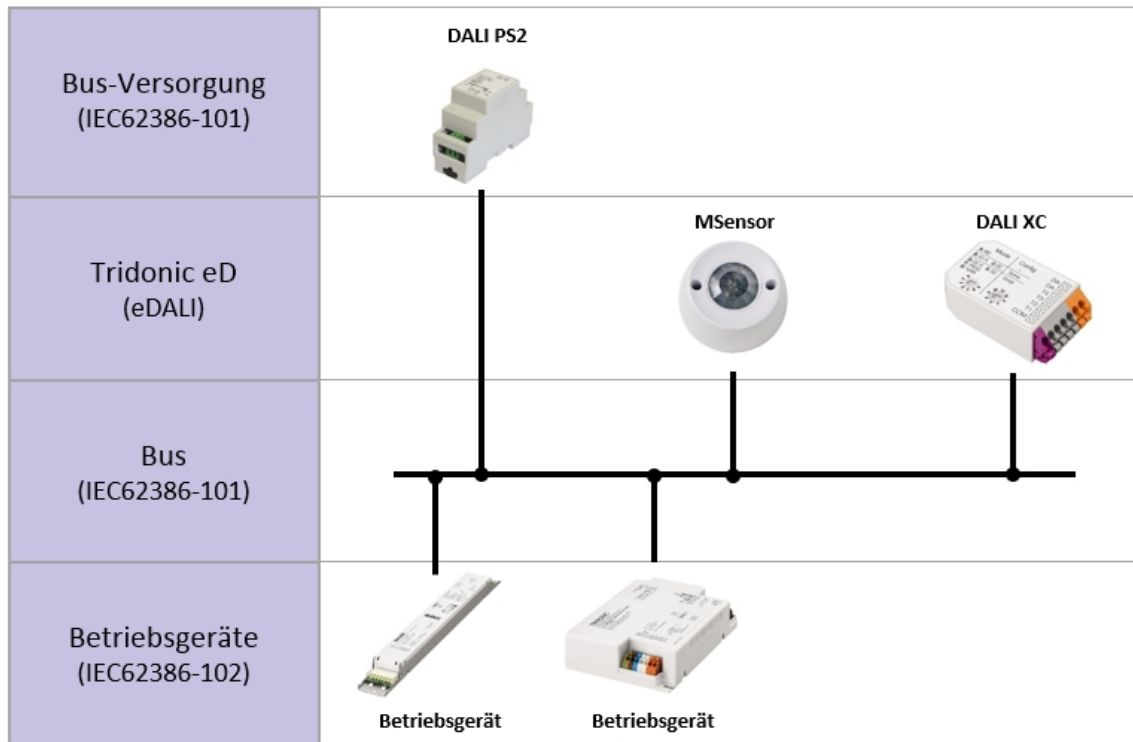 DALI PS2
Bus-Versorgung
(IEC62386-101)
MSensor
DALI XC
Tridonic eD
(eDALI)
Bus
(IEC62386-101)
Betriebsgeräte
(IEC62386-102)
Betriebsgerät
Betriebsgerät